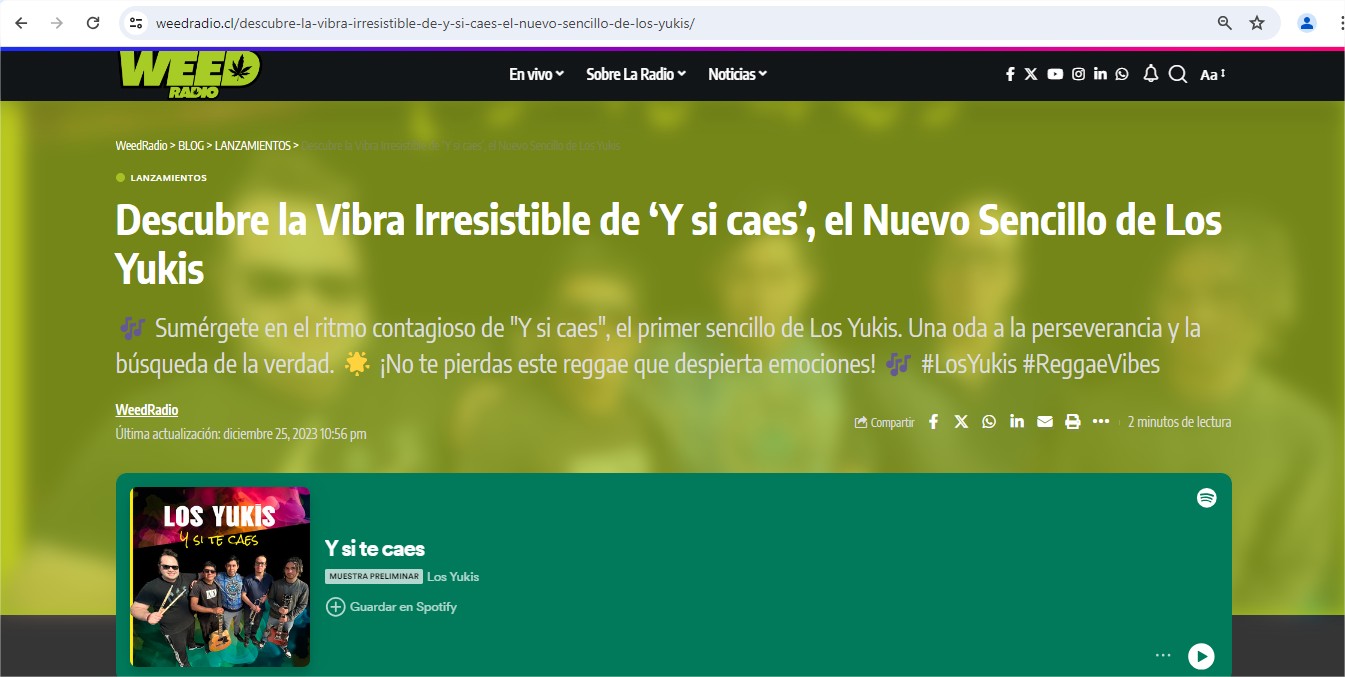 weedradio.cl/descubre-la-vibra-irresistible-de-y-si-caes-el-nuevo-sencillo-de-los-yukis/
WEED
RADIO
En vivo Sobre La Radio Noticias
Aa
WeedRadio > BLOG > LANZAMIENTOS > Descubre la Vibra Irresistible de 'Y si caes', el Nuevo Sencillo de Los Yukis
LANZAMIENTOS
Descubre la Vibra Irresistible de ‘Y si caes’, el Nuevo Sencillo de Los
Yukis
🎶 Sumérgete en el ritmo contagioso de "Y si caes", el primer sencillo de Los Yukis. Una oda a la perseverancia y la
búsqueda de la verdad. 🌟 ¡No te pierdas este reggae que despierta emociones! 🎶 #LosYukis #ReggaeVibes
WeedRadio
Última actualización: diciembre 25, 2023 10:56 pm
Compartir
2 minutos de lectura
LOS YUKIS
Y SI TE CAES
Y si te caes
MUESTRA PRELIMINAR Los Yukis
Guardar en Spotify